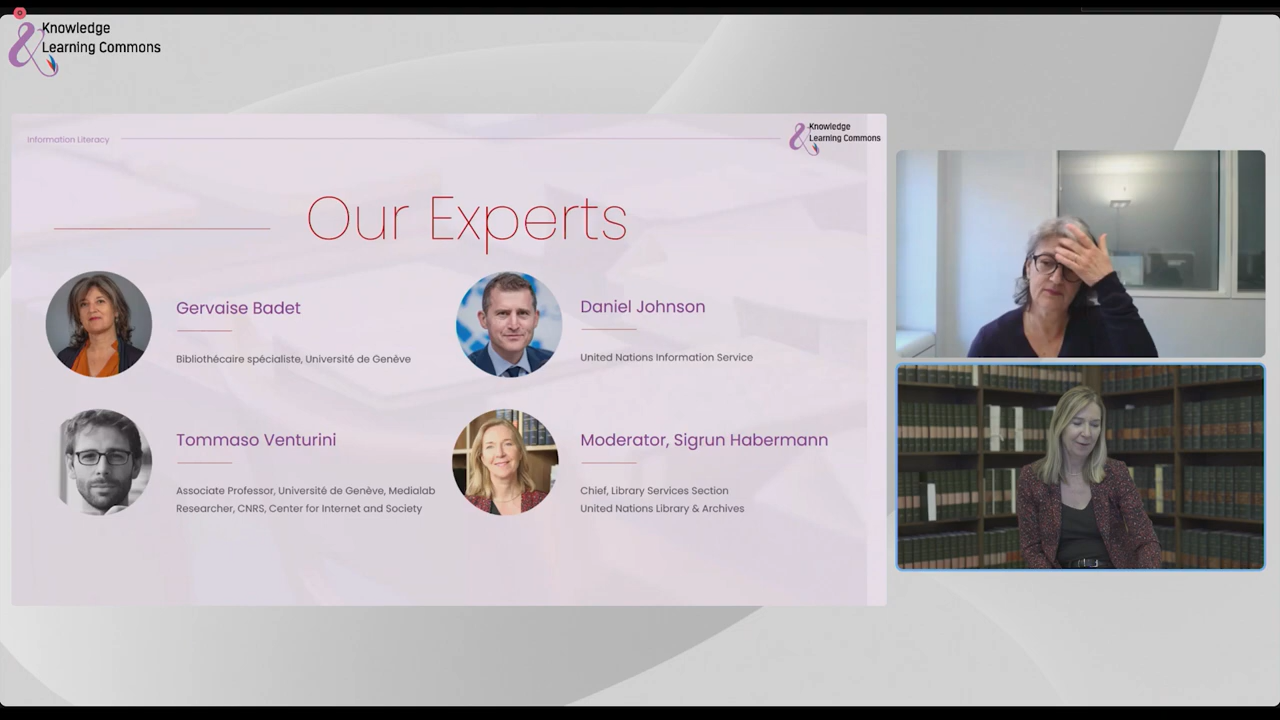 Knowledge
Learning Commons
Information Literacy
Knowledge
Learning Commons
Our Experts
Gervaise Badet
Bibliothécaire spécialiste, Université de Genève
Daniel Johnson
United Nations Information Service
Tommaso Venturini
Associate Professor, Université de Genève, Medialab
Researcher, CNRS, Center for Internet and Society
Moderator, Sigrun Habermann
Chief, Library Services Section
United Nations Library & Archives